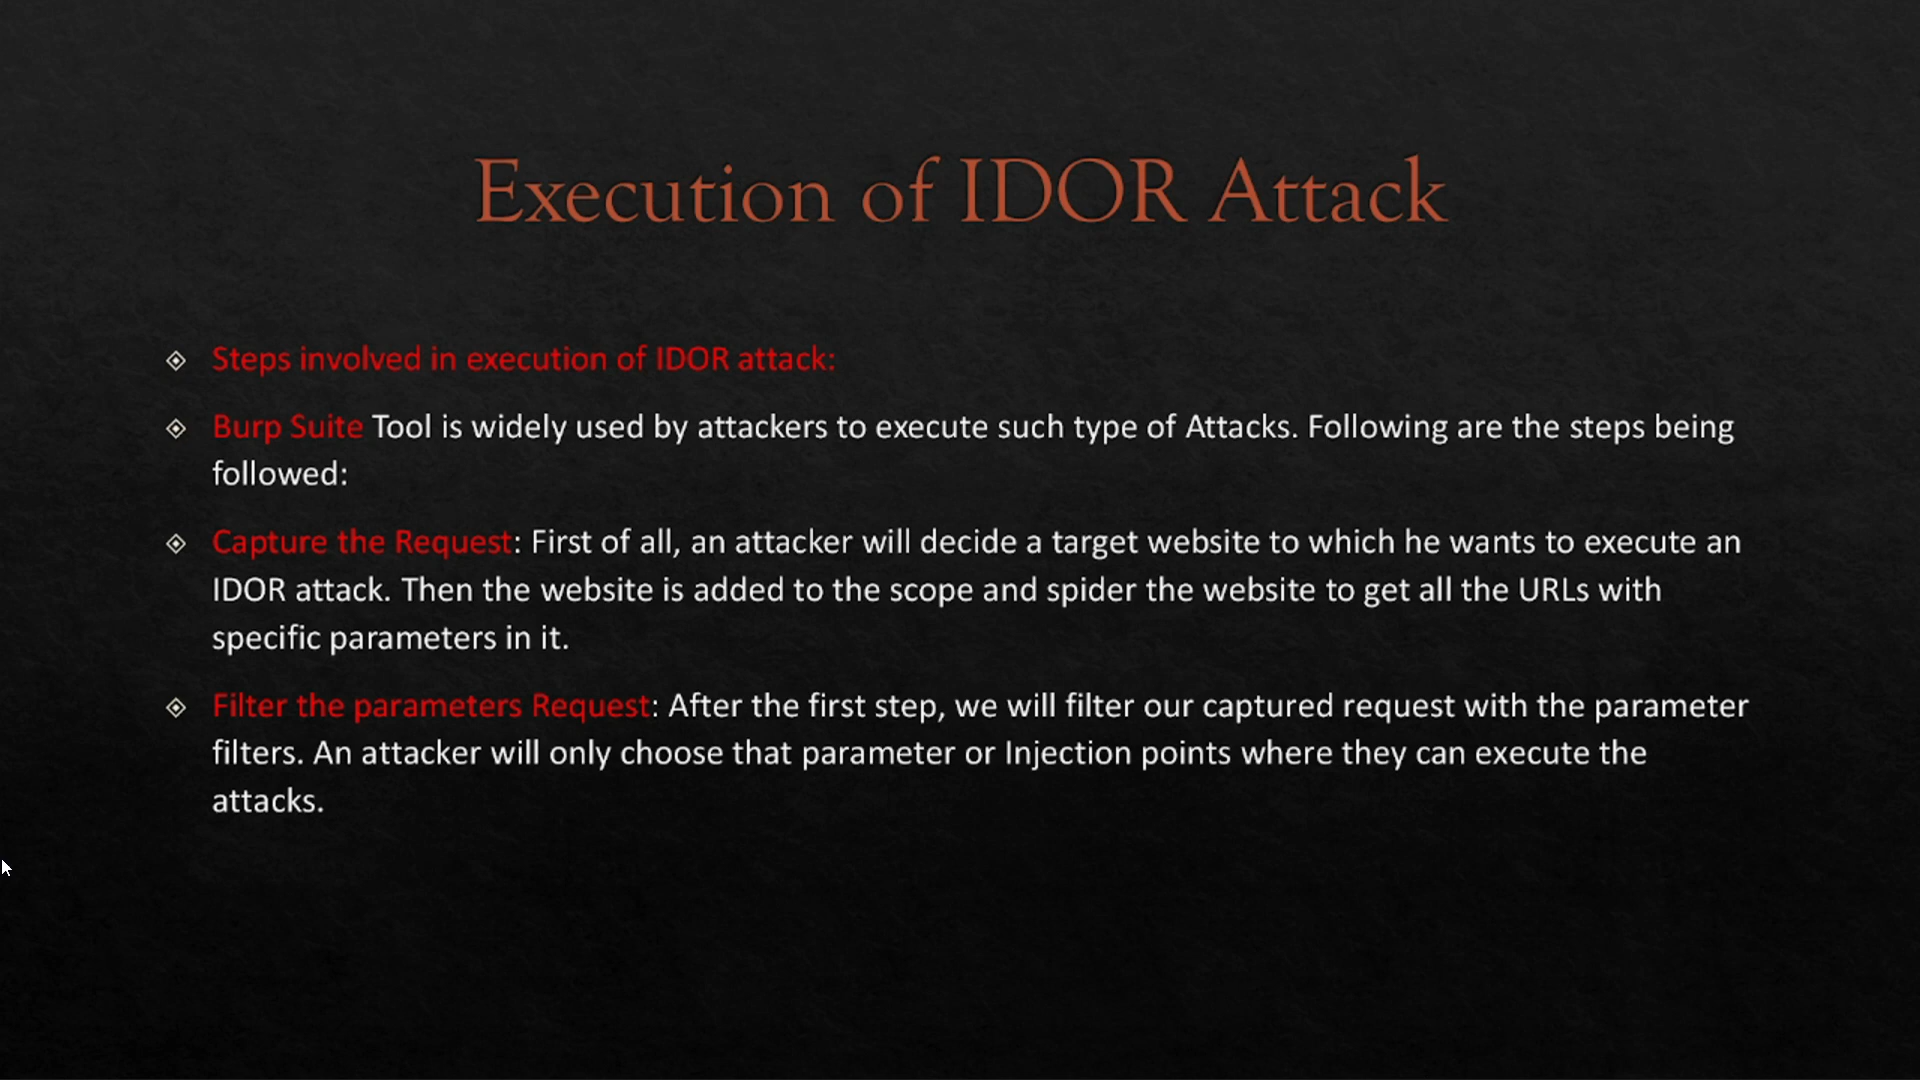 Execution of IDOR Attack
Steps involved in execution of IDOR attack:
Burp Suite Tool is widely used by attackers to execute such type of Attacks. Following are the steps being
followed:
Capture the Request: First of all, an attacker will decide a target website to which he wants to execute an
IDOR attack. Then the website is added to the scope and spider the website to get all the URLs with
specific parameters in it.
Filter the parameters Request: After the first step, we will filter our captured request with the parameter
filters. An attacker will only choose that parameter or Injection points where they can execute the
attacks.